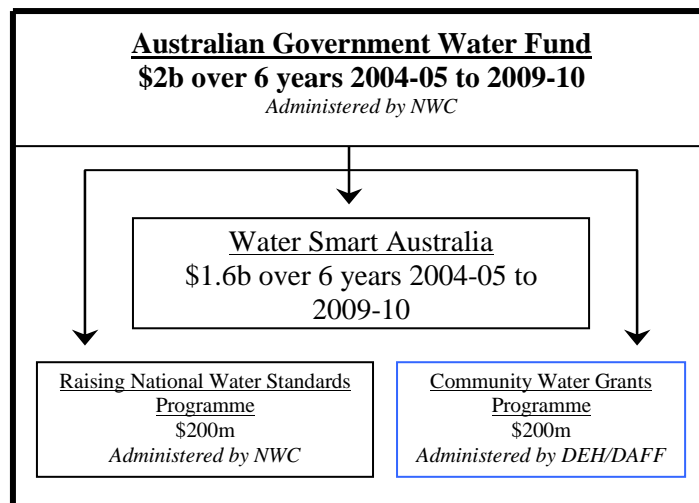 Australian Government Water Fund
$2b over 6 years 2004-05 to 2009-10
Administered by NWC
Water Smart Australia
$1.6b over 6 years 2004-05 to
2009-10
Raising National Water Standards
Programme
$200m
Administered by NWC
Community Water Grants
Programme
$200m
Administered by DEH/DAFF